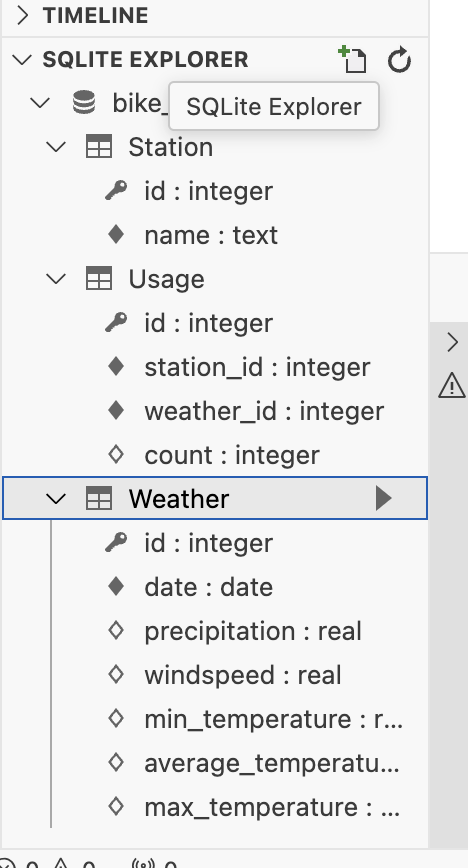 TIMELINE
SQLITE EXPLORER
bike_
SQLite Explorer
Station
id : integer
name : text
Usage
id : integer
station_id : integer
weather_id : integer
count : integer
Weather
id : integer
date : date
precipitation : real
windspeed : real
min_temperature : r...
average_temperatu...
max_temperature : ...